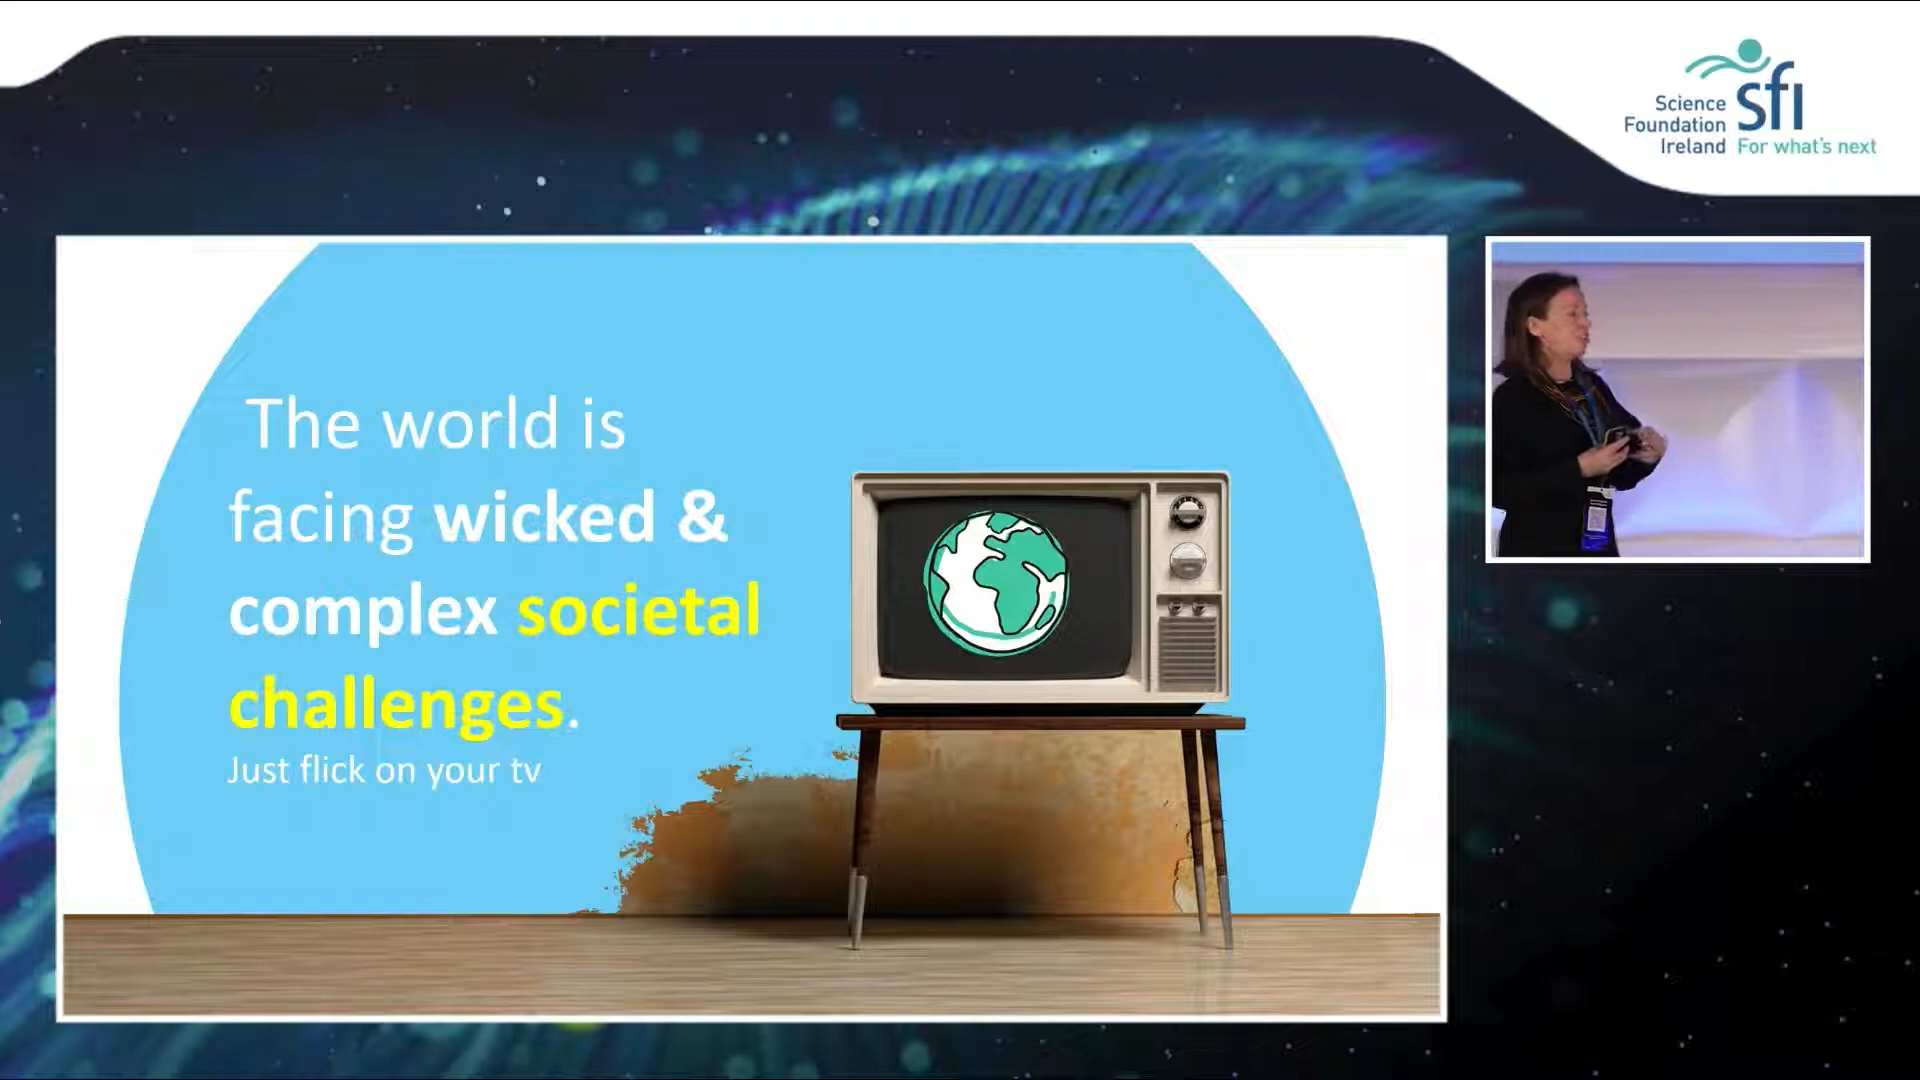 Science
Foundation
Ireland
sfi
For what's next
The world is
facing wicked &
complex societal
challenges.
Just flick on your tv